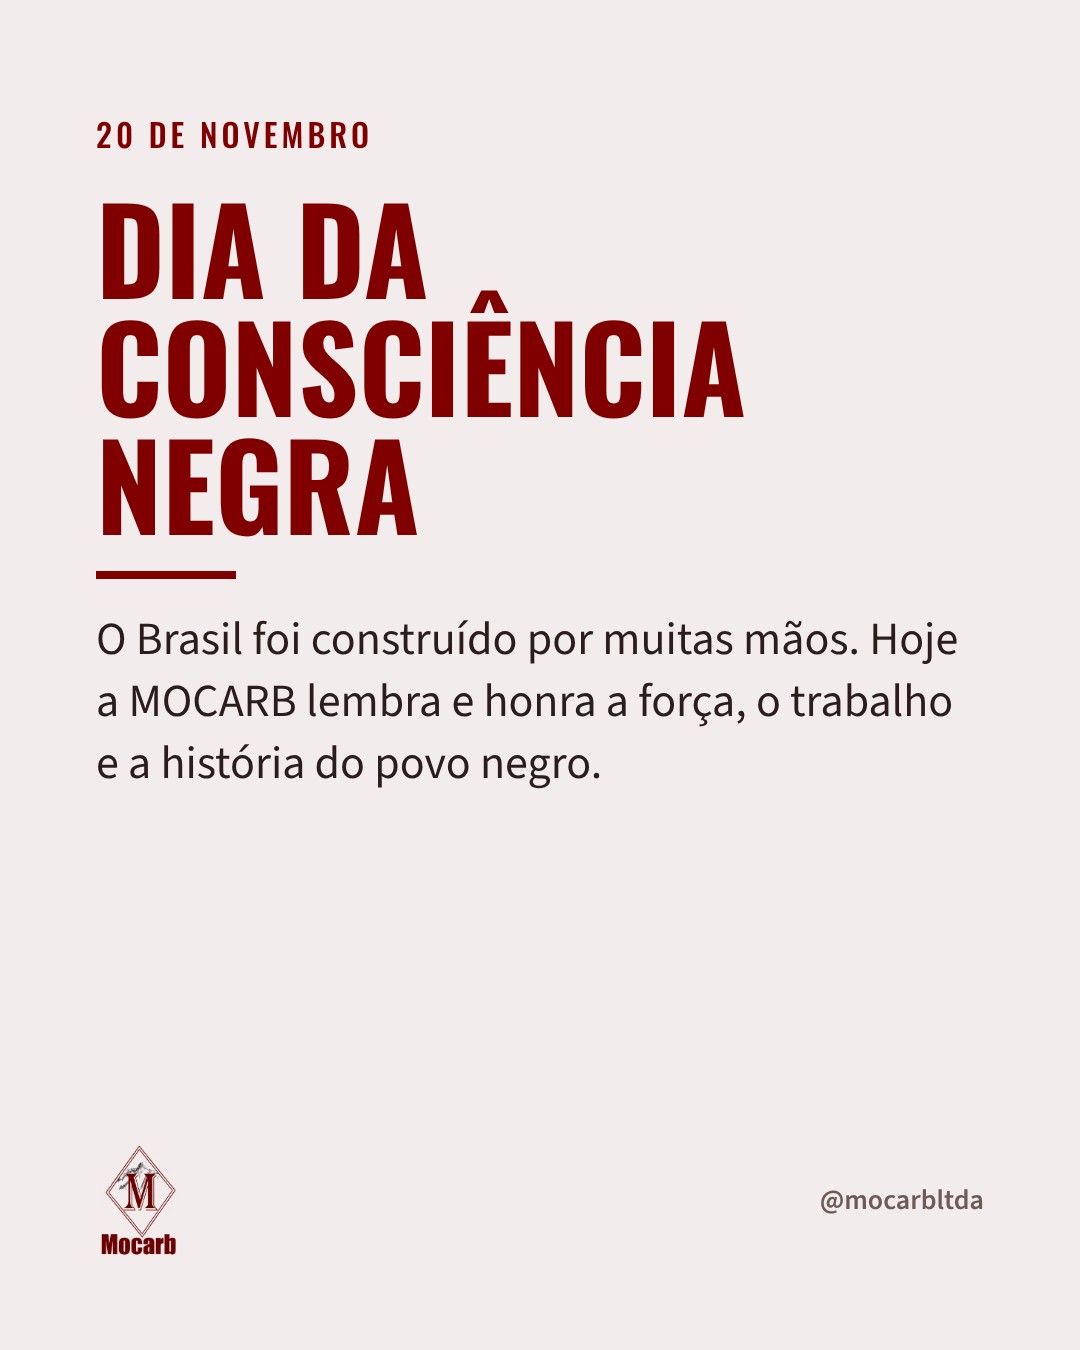 20 DE NOVEMBRO
DIA DA
CONSCIÊNCIA
NEGRA
O Brasil foi construído por muitas mãos. Hoje
a MOCARB lembra e honra a força, o trabalho
e a história do povo negro.
M
Mocarb
@mocarbltda